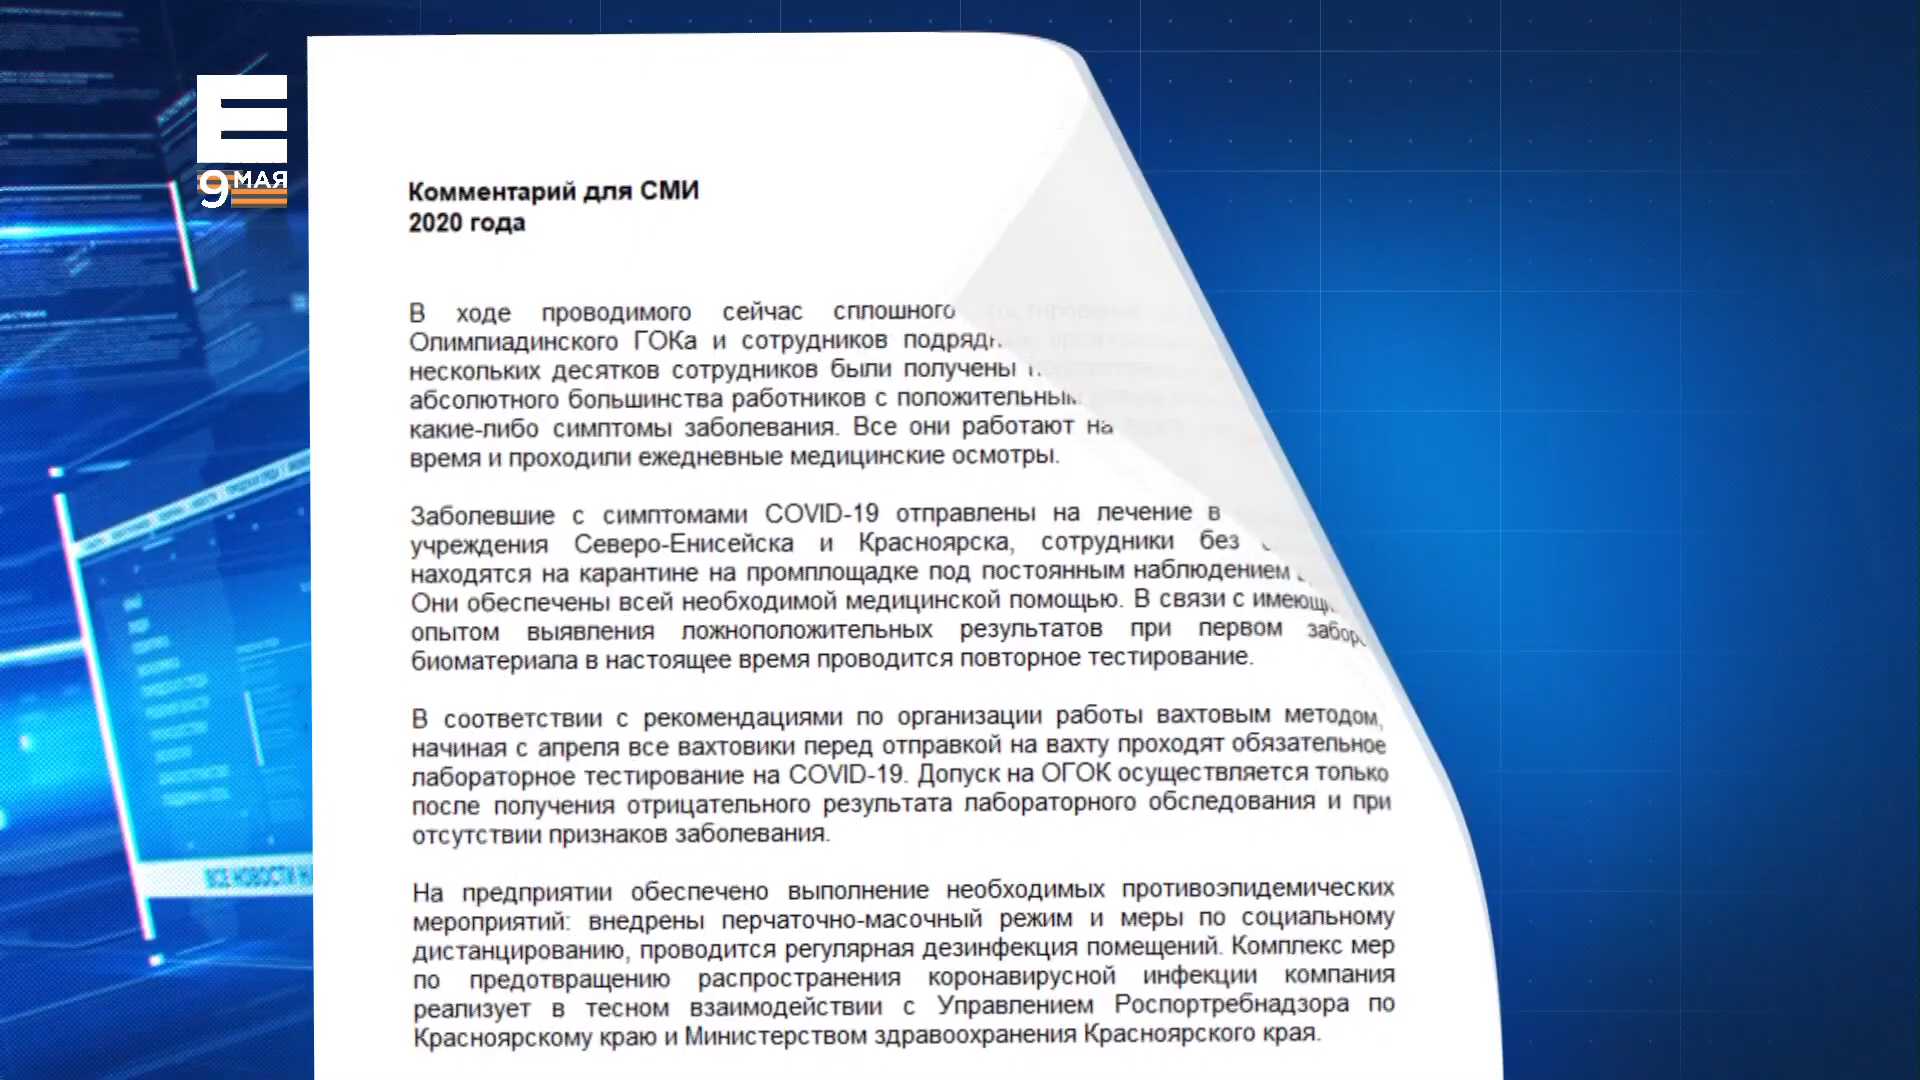 Е
9 МАЯ
Комментарий для СМИ
2020 года
В ходе проводимого сейчас сплошного
Олимпиадинского ГОКа и сотрудников
нескольких десятков сотрудников были получены
абсолютного большинства работников с положительным
какие-либо симптомы заболевания. Все они работают на
время и проходили ежедневные медицинские осмотры.
Заболевшие с симптомами COVID-19 отправлены на лечение в
учреждения Северо-Енисейска и Красноярска, сотрудники без
находятся на карантине на промплощадке под постоянным наблюдением
Они обеспечены всей необходимой медицинской помощью. В связи с
опытом выявления ложноположительных результатов при первом
биоматериала в настоящее время проводится повторное тестирование.
В соответствии с рекомендациями по организации работы вахтовым методом,
начиная с апреля все вахтовики перед отправкой на вахту проходят обязательное
лабораторное тестирование на COVID-19. Допуск на ОГОК осуществляется только
после получения отрицательного результата лабораторного обследования и при
отсутствии признаков заболевания.
На предприятии обеспечено выполнение необходимых противоэпидемических
мероприятий: внедрены перчаточно-масочный режим и меры по социальному
дистанцированию, проводится регулярная дезинфекция помещений. Комплекс мер
по предотвращению распространения коронавирусной инфекции компания
реализует в тесном взаимодействии с Управлением Роспортребнадзора по
Красноярскому краю и Министерством здравоохранения Красноярского края.
ВСЕ НОВОСТИ